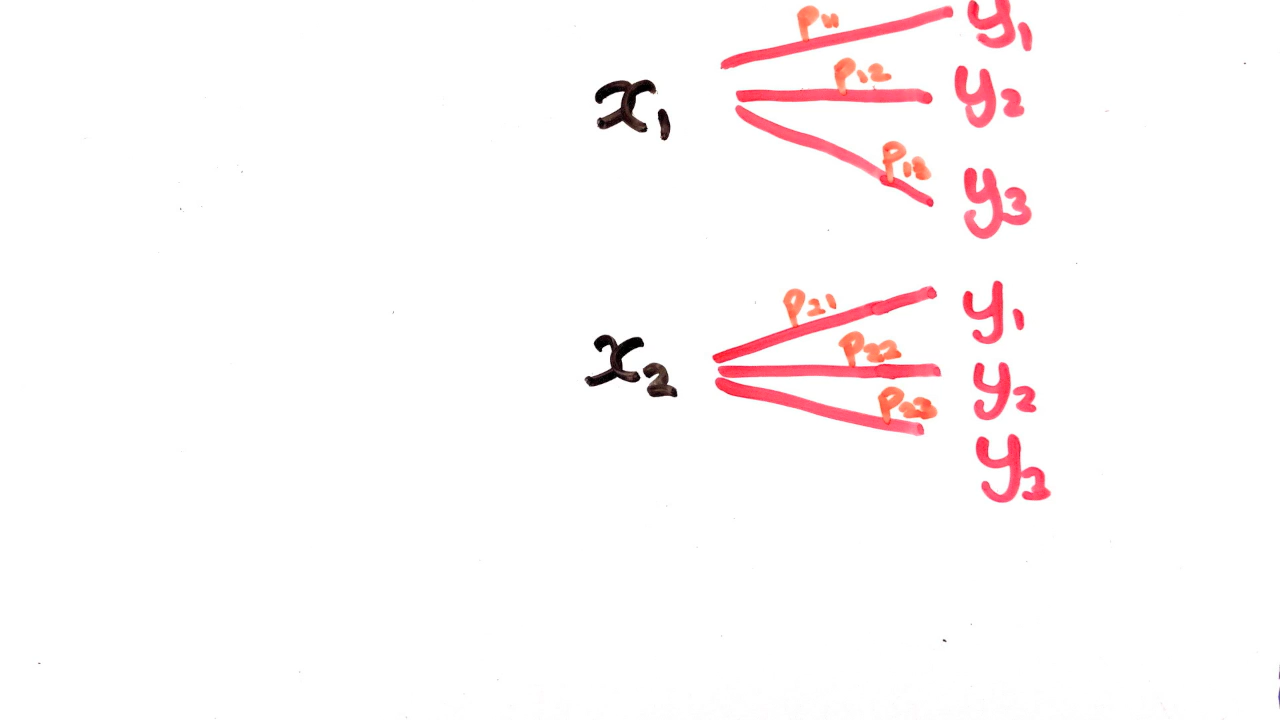 p₁₁ y₁
p₁₂ y₂
x₁
p₁₃ y₃
p₂₁ y₁
p₂₂ y₂
x₂
p₂₃
y₃